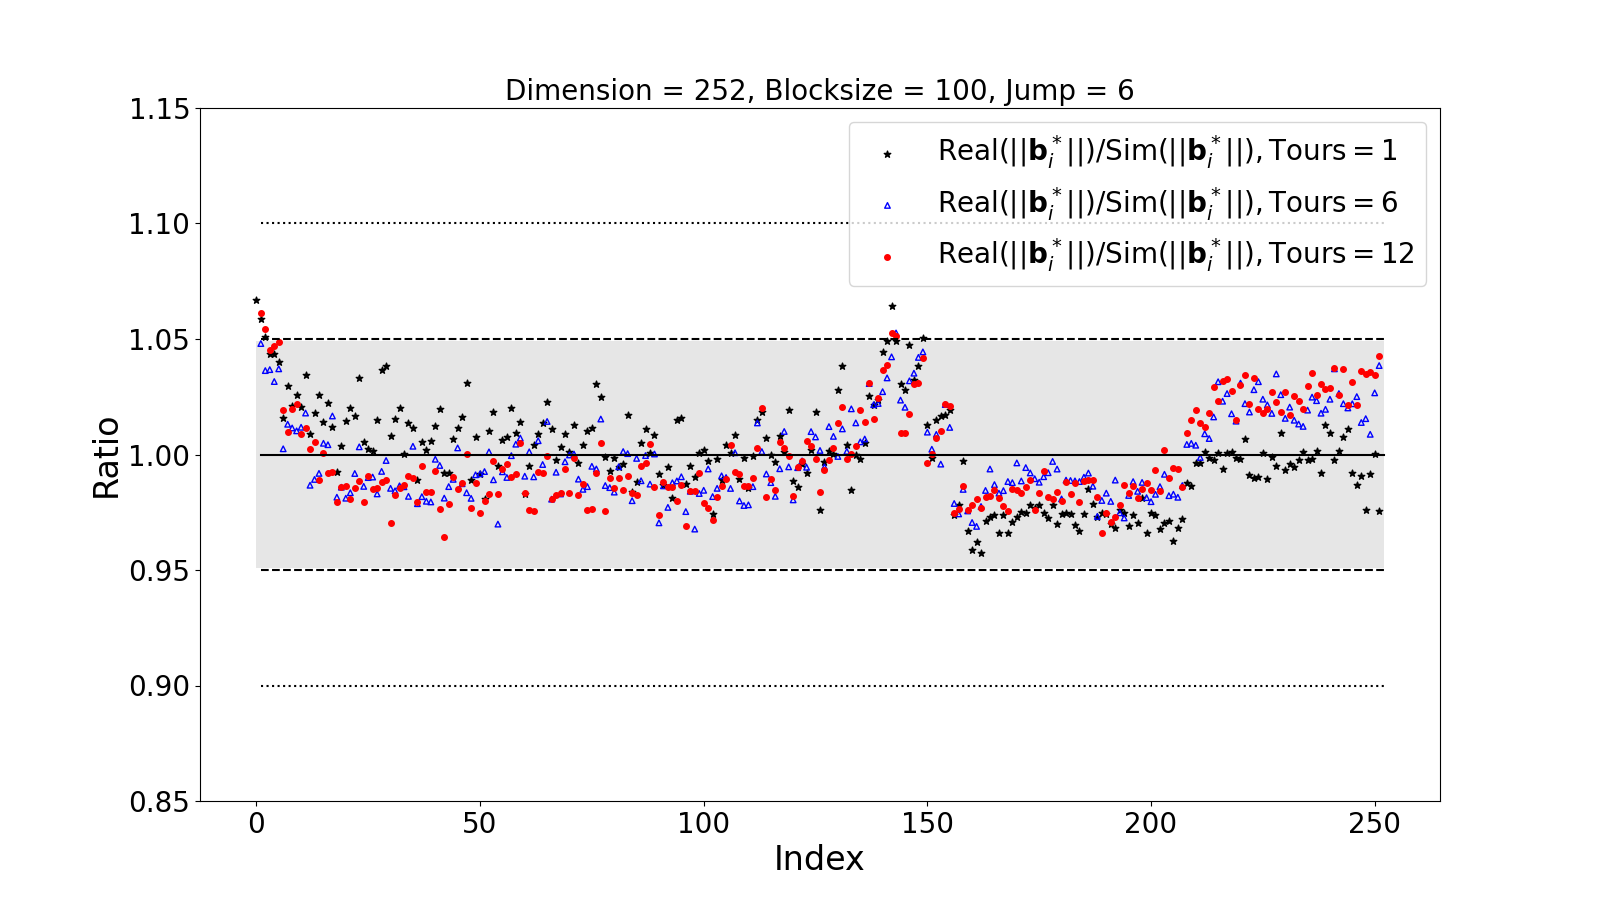 Dimension = 252, Blocksize = 100, Jump = 6
1.15
1.10
1.05
1.00
0.95
0.90
0.85
Ratio
Real(||b_i^*||)/Sim(||b_i^*||), Tours = 1
Real(||b_i^*||)/Sim(||b_i^*||), Tours = 6
Real(||b_i^*||)/Sim(||b_i^*||), Tours = 12
0 50 100 150 200 250
Index